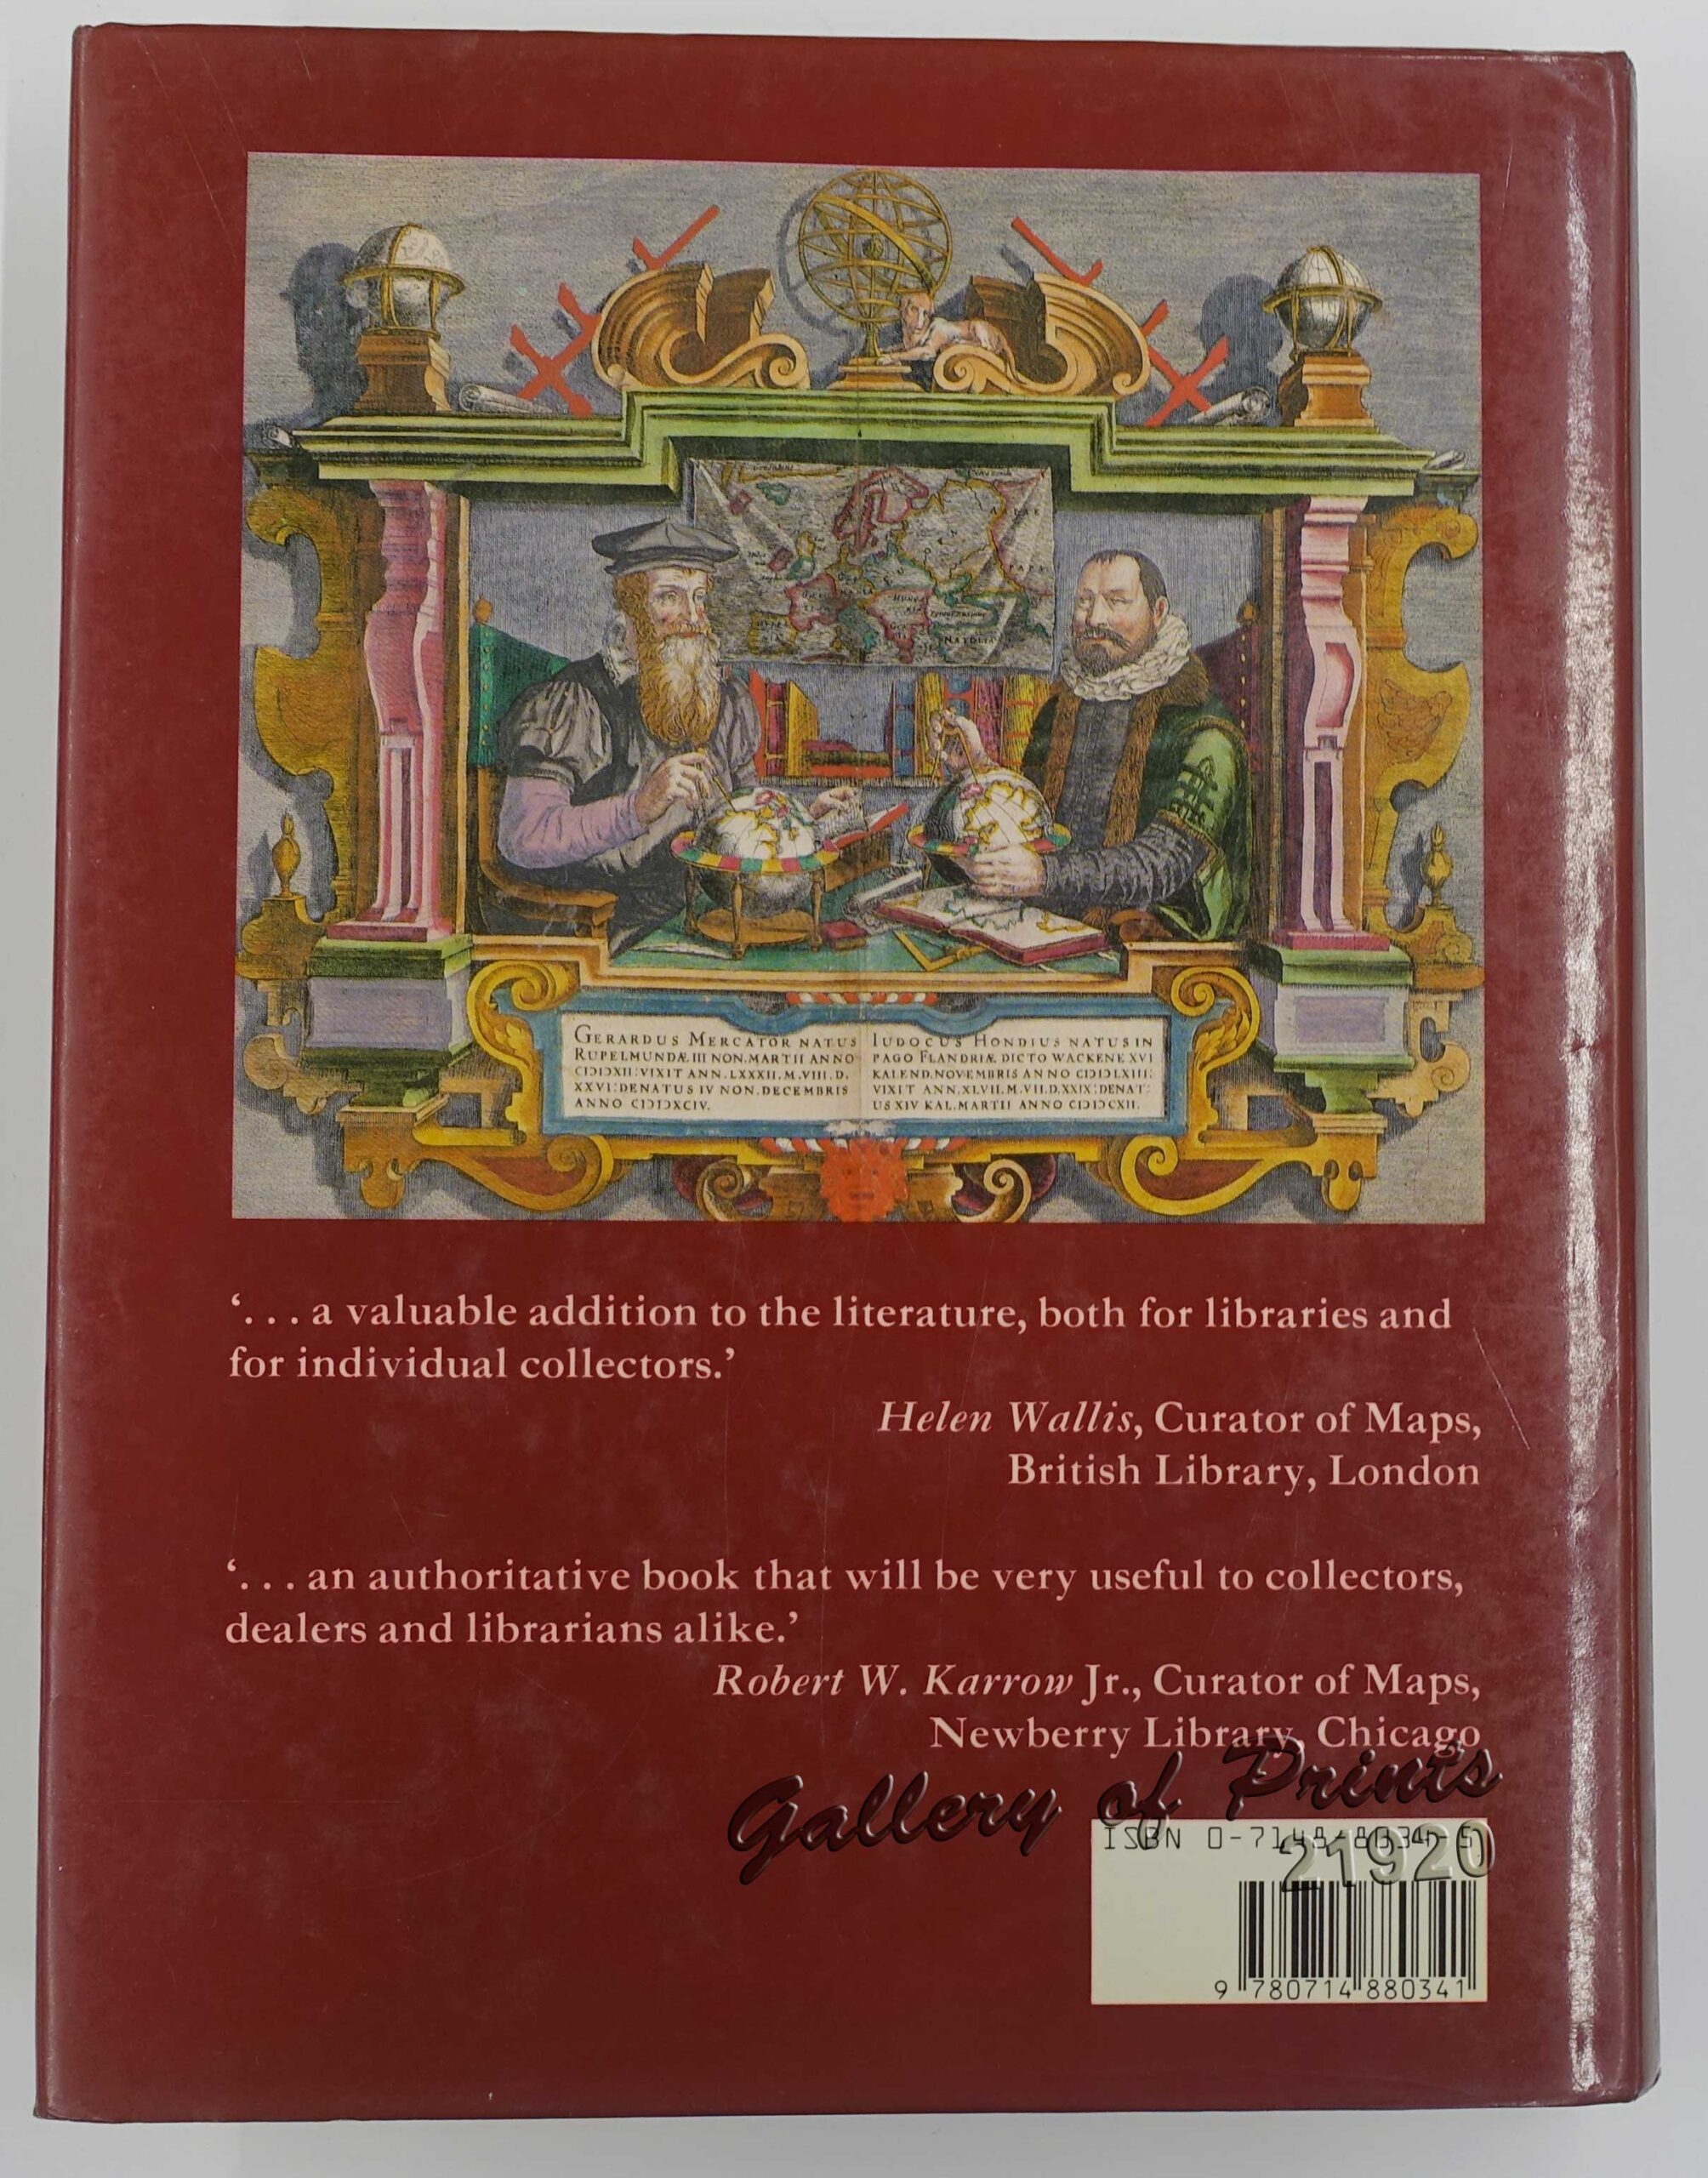 GERARDUS MERCATOR NATUS
RUPELMUNDÆ III NON. MARTII ANNO
CIƆIƆXII: VIXIT ANN. LXXXII. M. VIII. D.
XXVI: DENATUS IV NON. DECEMBRIS
ANNO CIƆIƆXCIV.
IUDOCUS HONDIUS NATUS IN
PAGO FLANDRIÆ DICTO WACKENE XVI
KALEND. NOVEMBRIS ANNO CIƆIƆLXIII:
VIXIT ANN. XLVII. M. VII. D. XXIX: DENAT:
US XIV KAL. MARTII ANNO CIƆIƆCXII.
‘. . . a valuable addition to the literature, both for libraries and
for individual collectors.’
Helen Wallis, Curator of Maps,
British Library, London
‘. . . an authoritative book that will be very useful to collectors,
dealers and librarians alike.’
Robert W. Karrow Jr., Curator of Maps,
Newberry Library, Chicago
Gallery of Prints
ISBN 0-7148-8034-5
21920
9 780714 880341